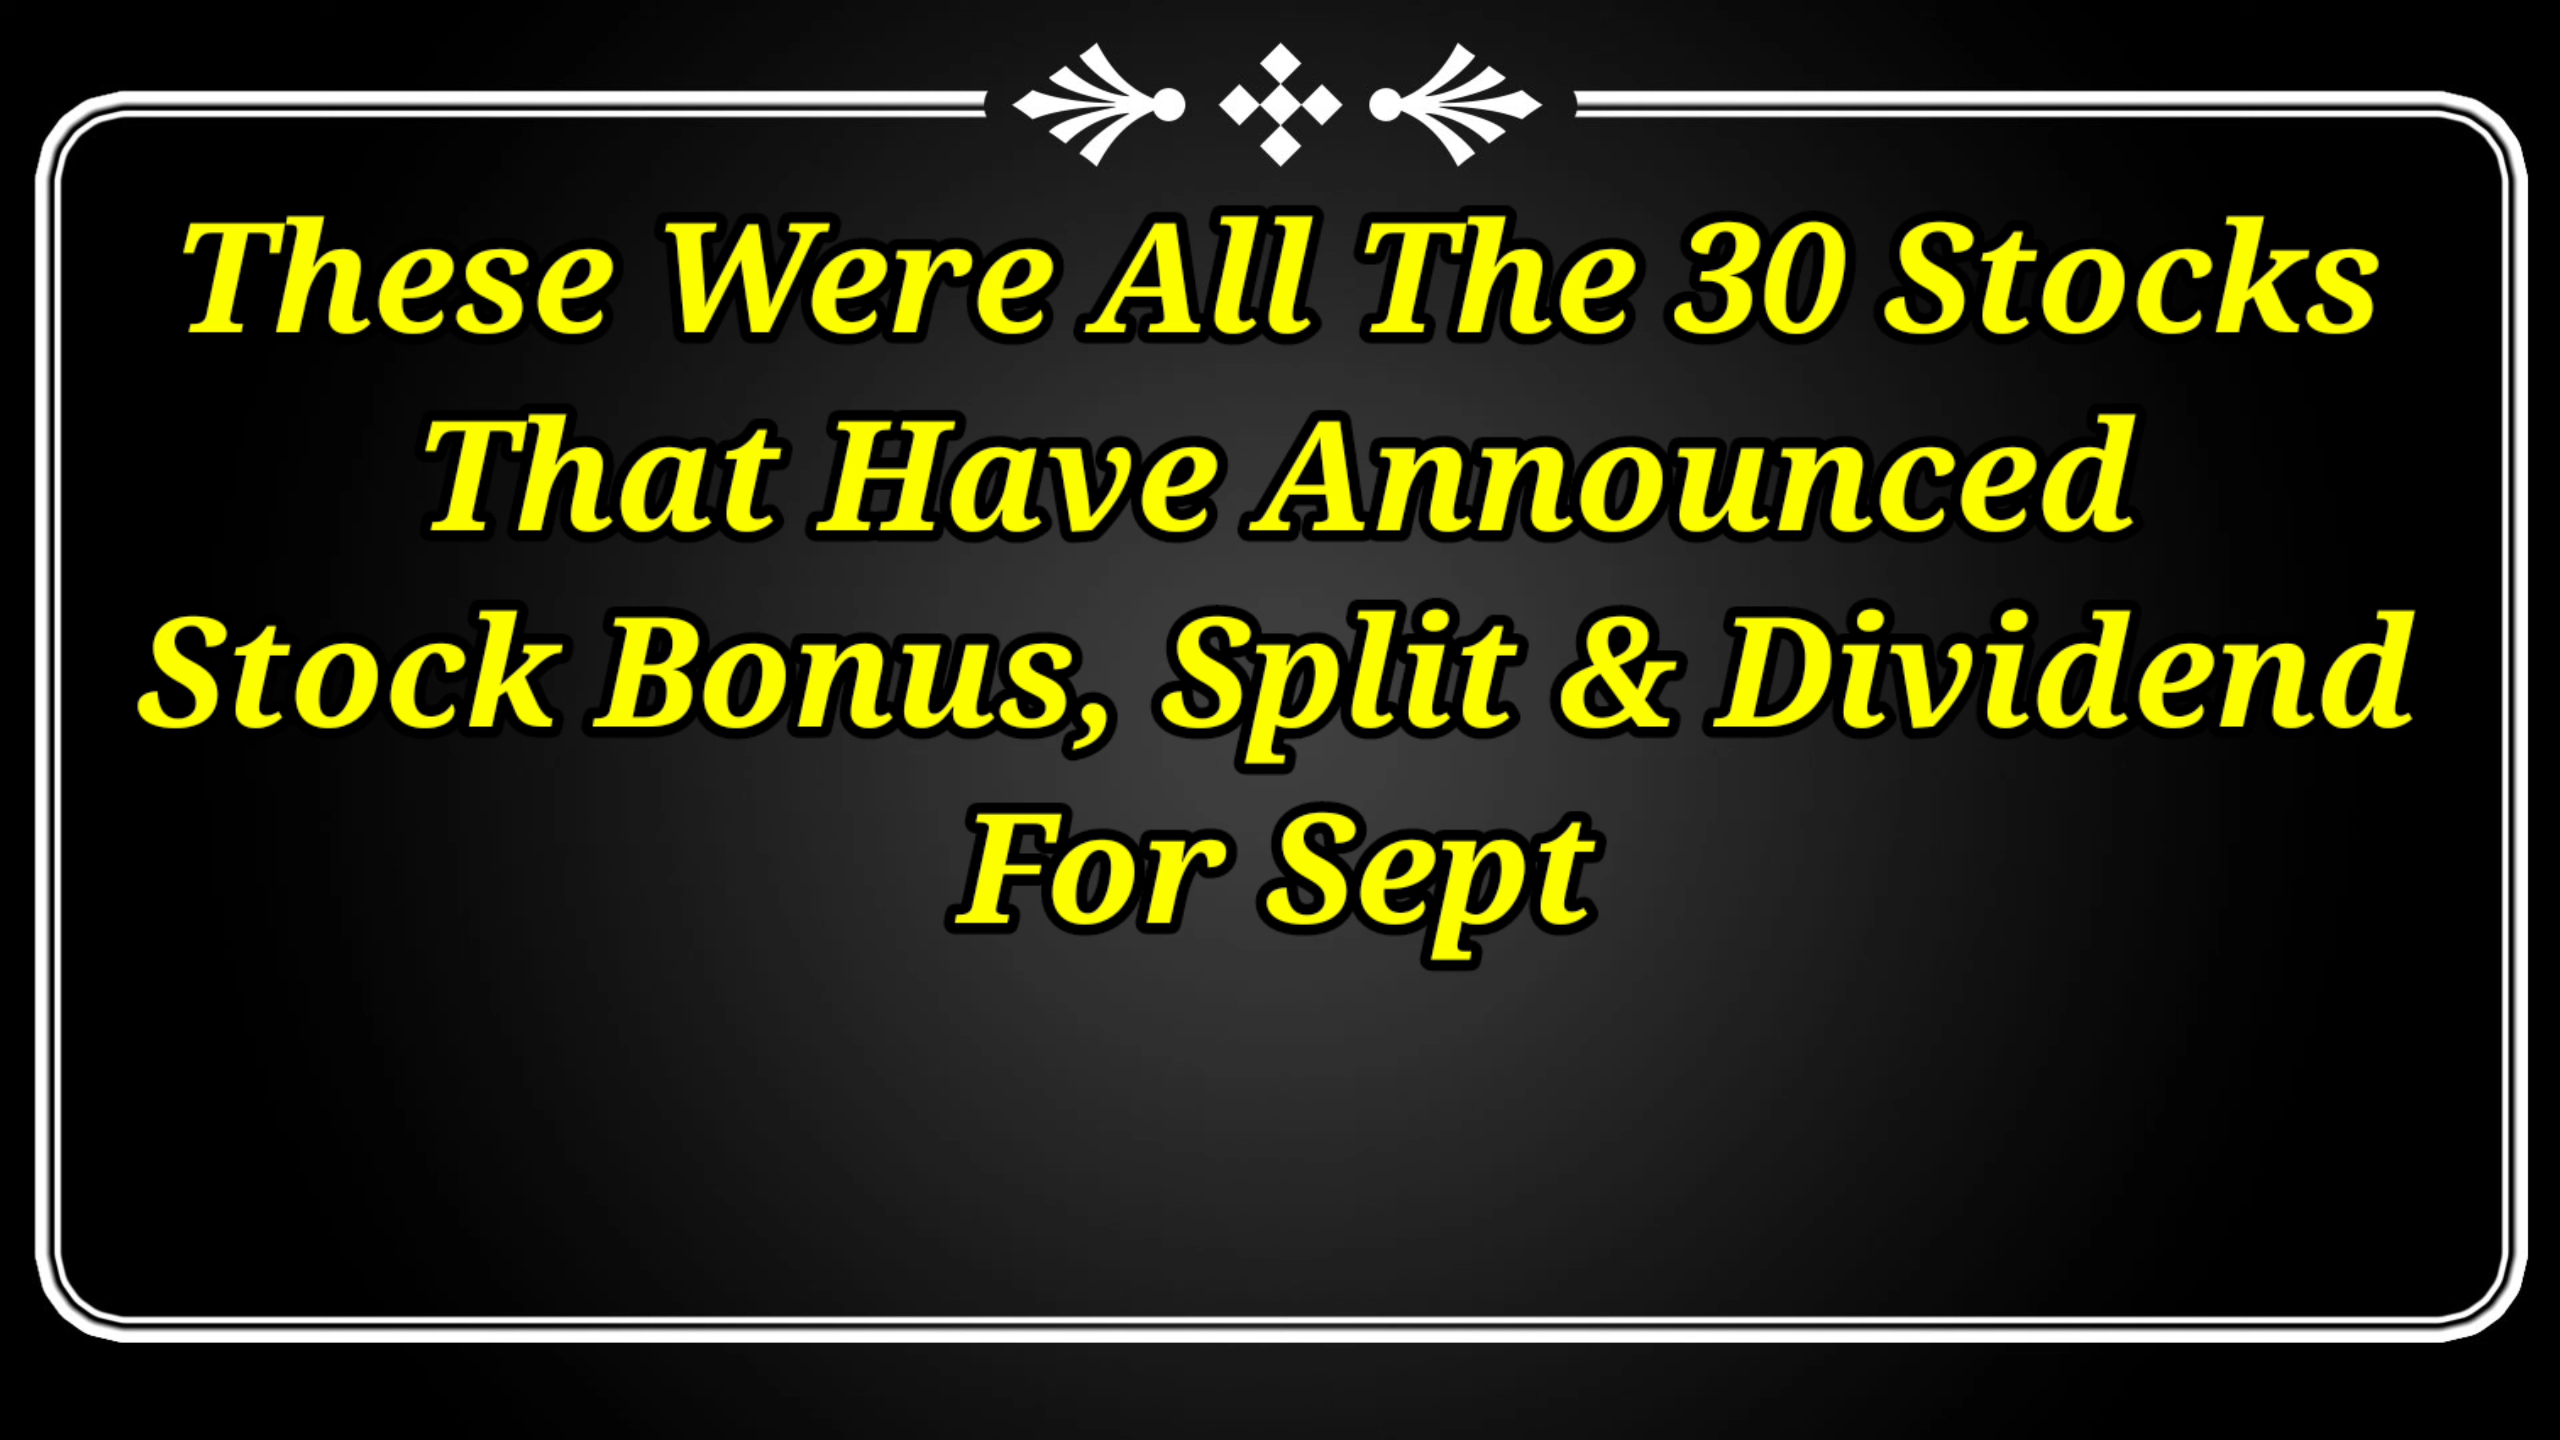 These Were All The 30 Stocks
That Have Announced
Stock Bonus, Split & Dividend
For Sept